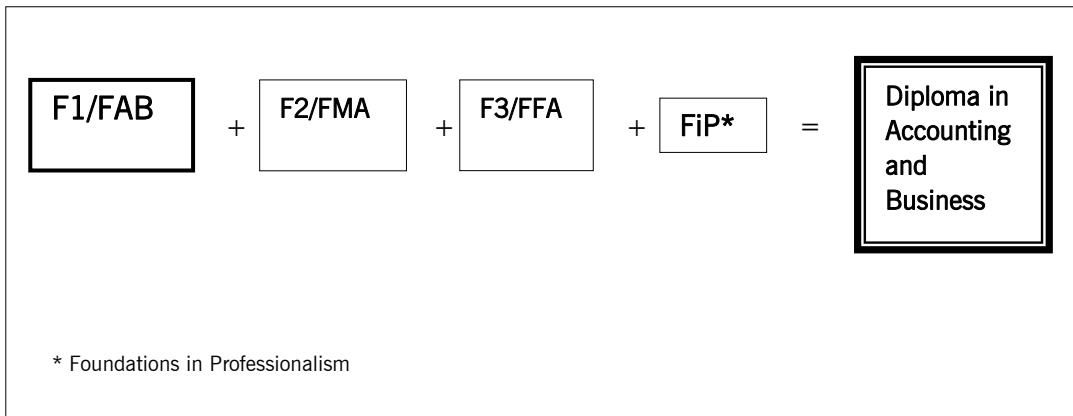 F1/FAB + F2/FMA + F3/FFA + FiP* = Diploma in
Accounting
and
Business
* Foundations in Professionalism